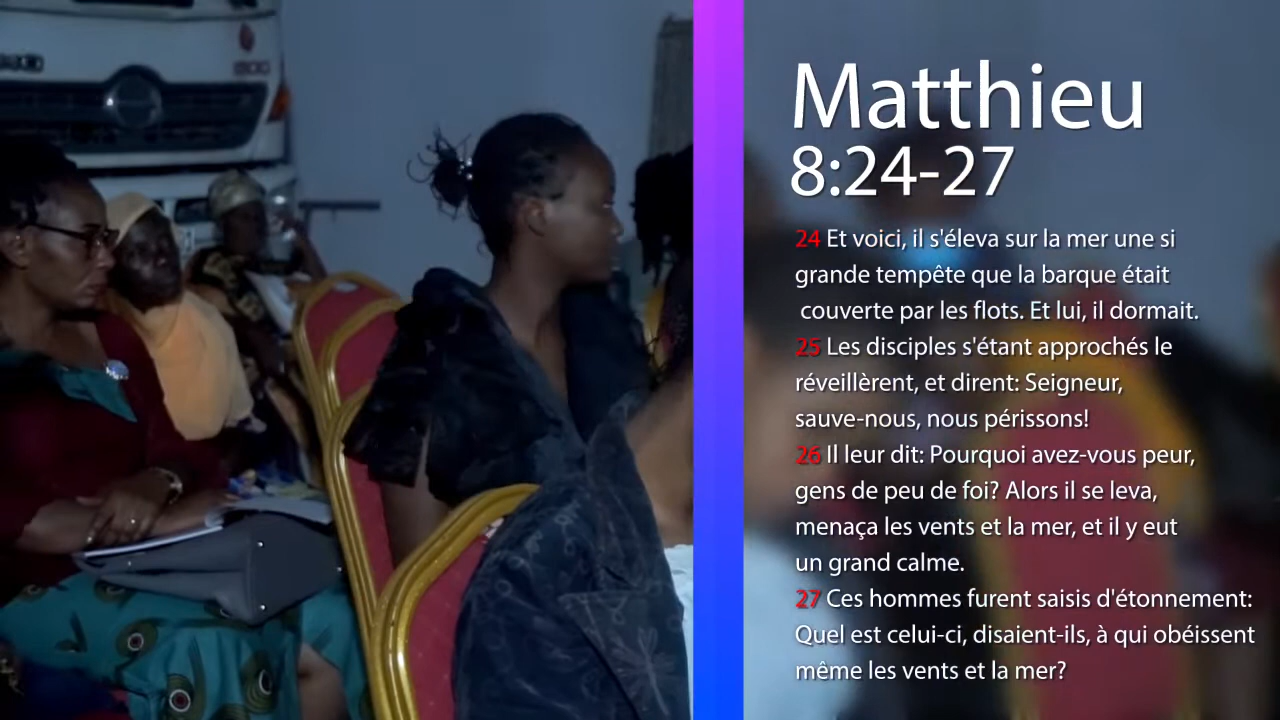 Matthieu
8:24-27
24 Et voici, il s'éleva sur la mer une si
grande tempête que la barque était
couverte par les flots. Et lui, il dormait.
25 Les disciples s'étant approchés le
réveillèrent, et dirent: Seigneur,
sauve-nous, nous périssons!
26 Il leur dit: Pourquoi avez-vous peur,
gens de peu de foi? Alors il se leva,
menaça les vents et la mer, et il y eut
un grand calme.
27 Ces hommes furent saisis d'étonnement:
Quel est celui-ci, disaient-ils, à qui obéissent
même les vents et la mer?